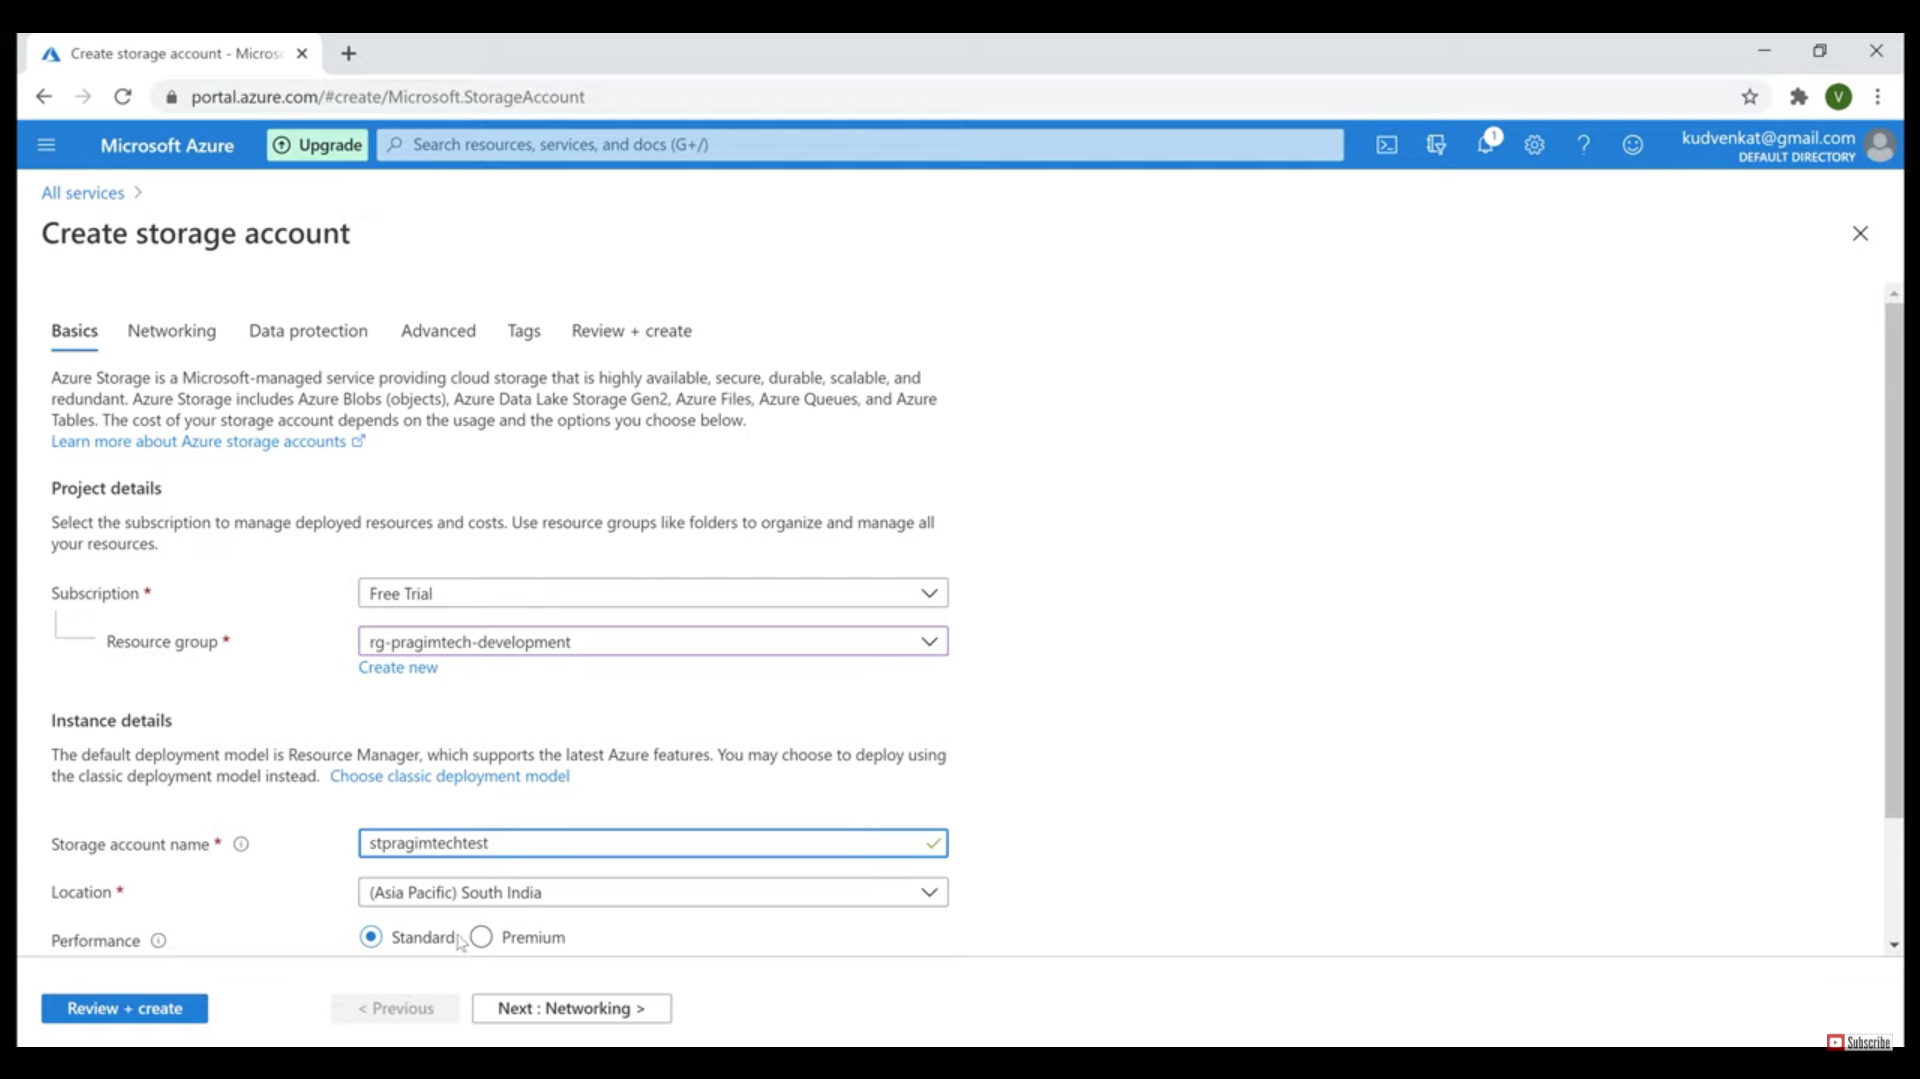 Create storage account - Micros
portal.azure.com/#create/Microsoft.StorageAccount
V
Microsoft Azure
Upgrade
Search resources, services, and docs (G+/)
1
kudvenkat@gmail.com
DEFAULT DIRECTORY
All services >
Create storage account
Basics Networking Data protection Advanced Tags Review + create
Azure Storage is a Microsoft-managed service providing cloud storage that is highly available, secure, durable, scalable, and
redundant. Azure Storage includes Azure Blobs (objects), Azure Data Lake Storage Gen2, Azure Files, Azure Queues, and Azure
Tables. The cost of your storage account depends on the usage and the options you choose below.
Learn more about Azure storage accounts
Project details
Select the subscription to manage deployed resources and costs. Use resource groups like folders to organize and manage all
your resources.
Subscription *
Free Trial
Resource group *
rg-pragimtech-development
Create new
Instance details
The default deployment model is Resource Manager, which supports the latest Azure features. You may choose to deploy using
the classic deployment model instead. Choose classic deployment model
Storage account name *
stpragimtechtest
Location *
(Asia Pacific) South India
Performance
Standard Premium
Review + create
< Previous
Next : Networking >
Subscribe